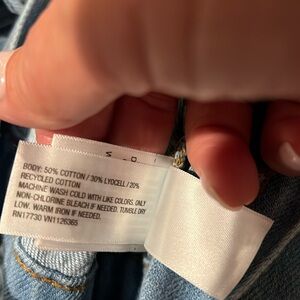 BODY: 50% COTTON / 30% LYOCELL / 20%
RECYCLED COTTON
MACHINE WASH COLD WITH LIKE COLORS. ONLY
NON-CHLORINE BLEACH IF NEEDED. TUMBLE DRY
LOW. WARM IRON IF NEEDED.
RN17730 VN1126365